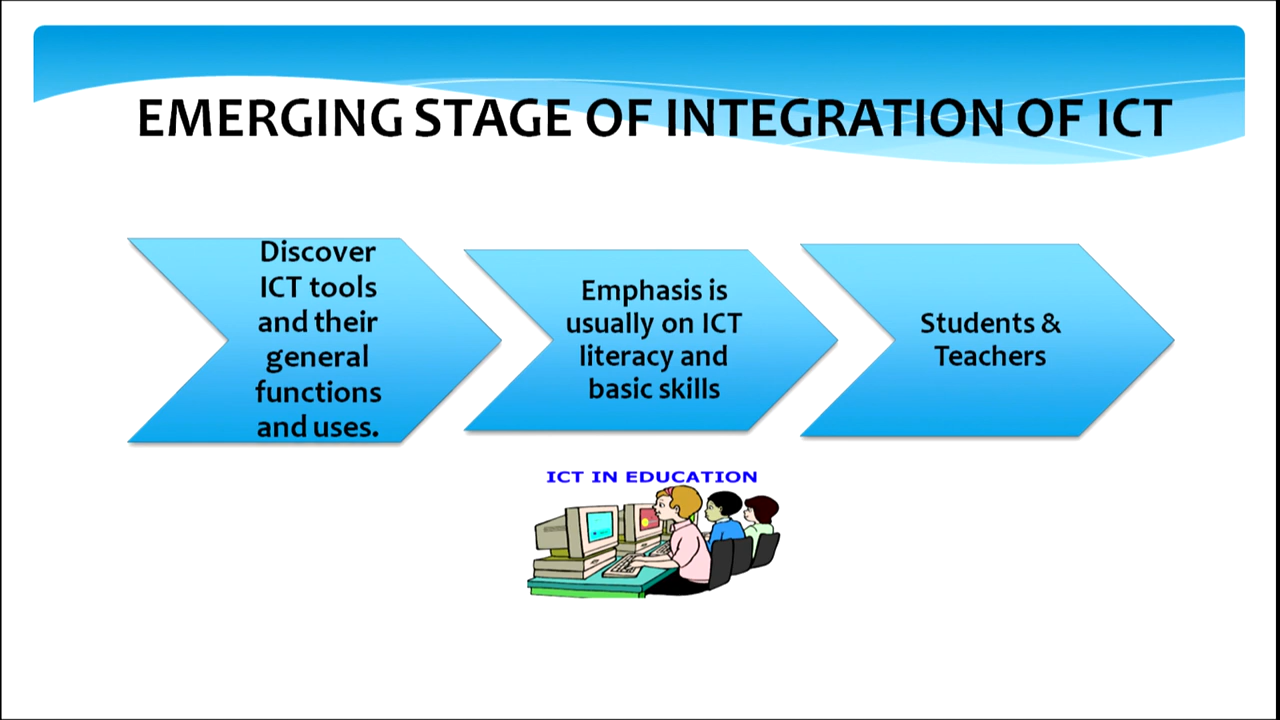 EMERGING STAGE OF INTEGRATION OF ICT
Discover
ICT tools
and their
general
functions
and uses.
Emphasis is
usually on ICT
literacy and
basic skills
Students &
Teachers
ICT IN EDUCATION